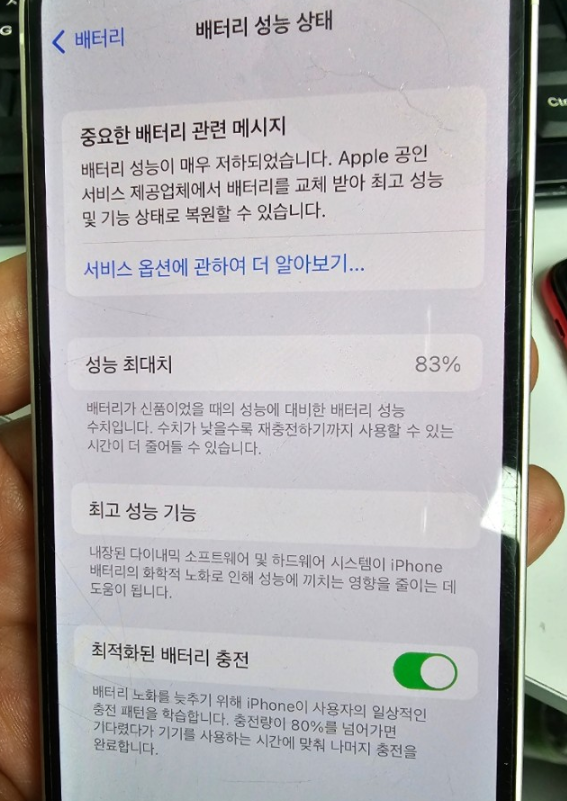 배터리
배터리 성능 상태
중요한 배터리 관련 메시지
배터리 성능이 매우 저하되었습니다. Apple 공인
서비스 제공업체에서 배터리를 교체 받아 최고 성능
및 기능 상태로 복원할 수 있습니다.
서비스 옵션에 관하여 더 알아보기...
성능 최대치 83%
배터리가 신품이었을 때의 성능에 대비한 배터리 성능
수치입니다. 수치가 낮을수록 재충전하기까지 사용할 수 있는
시간이 더 줄어들 수 있습니다.
최고 성능 기능
내장된 다이내믹 소프트웨어 및 하드웨어 시스템이 iPhone
배터리의 화학적 노화로 인해 성능에 끼치는 영향을 줄이는 데
도움이 됩니다.
최적화된 배터리 충전
배터리 노화를 늦추기 위해 iPhone이 사용자의 일상적인
충전 패턴을 학습합니다. 충전량이 80%를 넘어가면
기다렸다가 기기를 사용하는 시간에 맞춰 나머지 충전을
완료합니다.